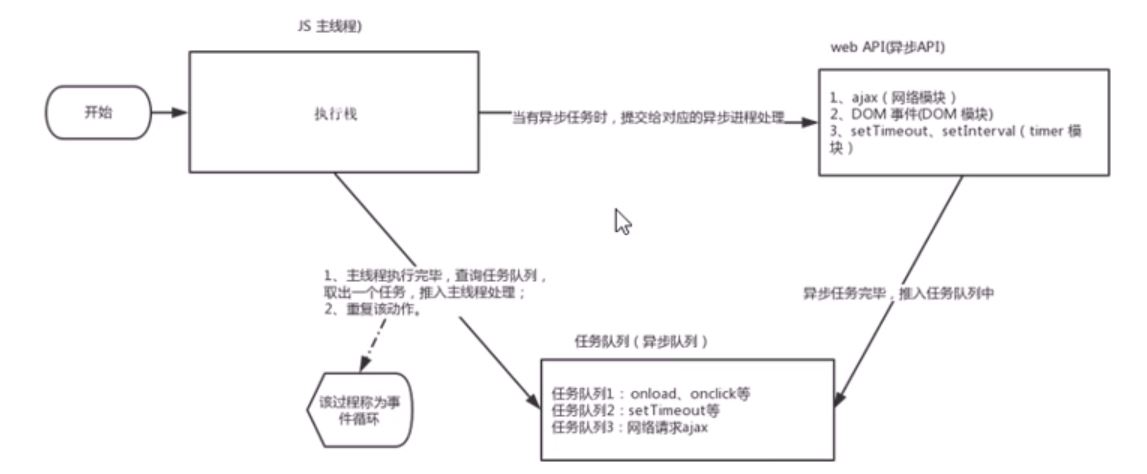 JS 主线程)
web API(异步API)
开始
执行栈
当有异步任务时，提交给对应的异步进程处理
1、ajax（网络模块）
2、DOM 事件(DOM 模块)
3、setTimeout、setInterval（timer 模
块）
1、主线程执行完毕，查询任务队列，
取出一个任务，推入主线程处理；
2、重复该动作。
异步任务完毕，推入任务队列中
任务队列（异步队列）
该过程称为事
件循环
任务队列1：onload、onclick等
任务队列2：setTimeout等
任务队列3：网络请求ajax